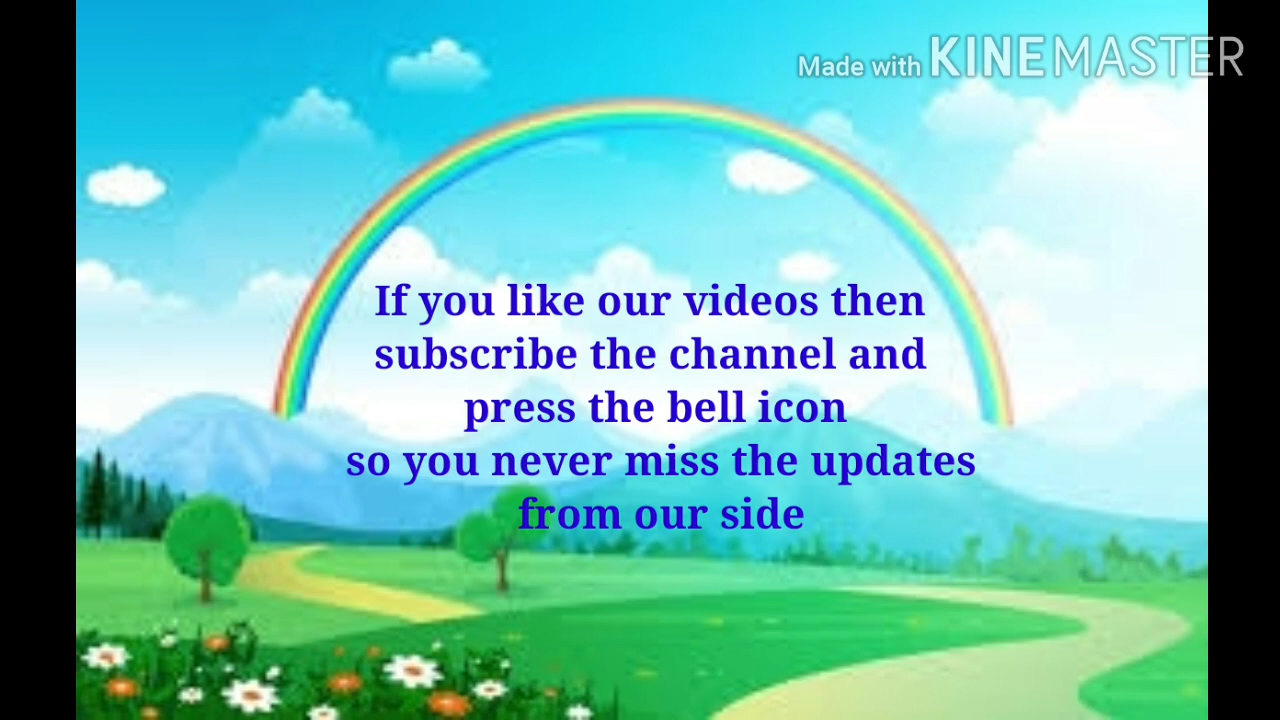 Made with KINEMASTER
If you like our videos then
subscribe the channel and
press the bell icon
so you never miss the updates
from our side